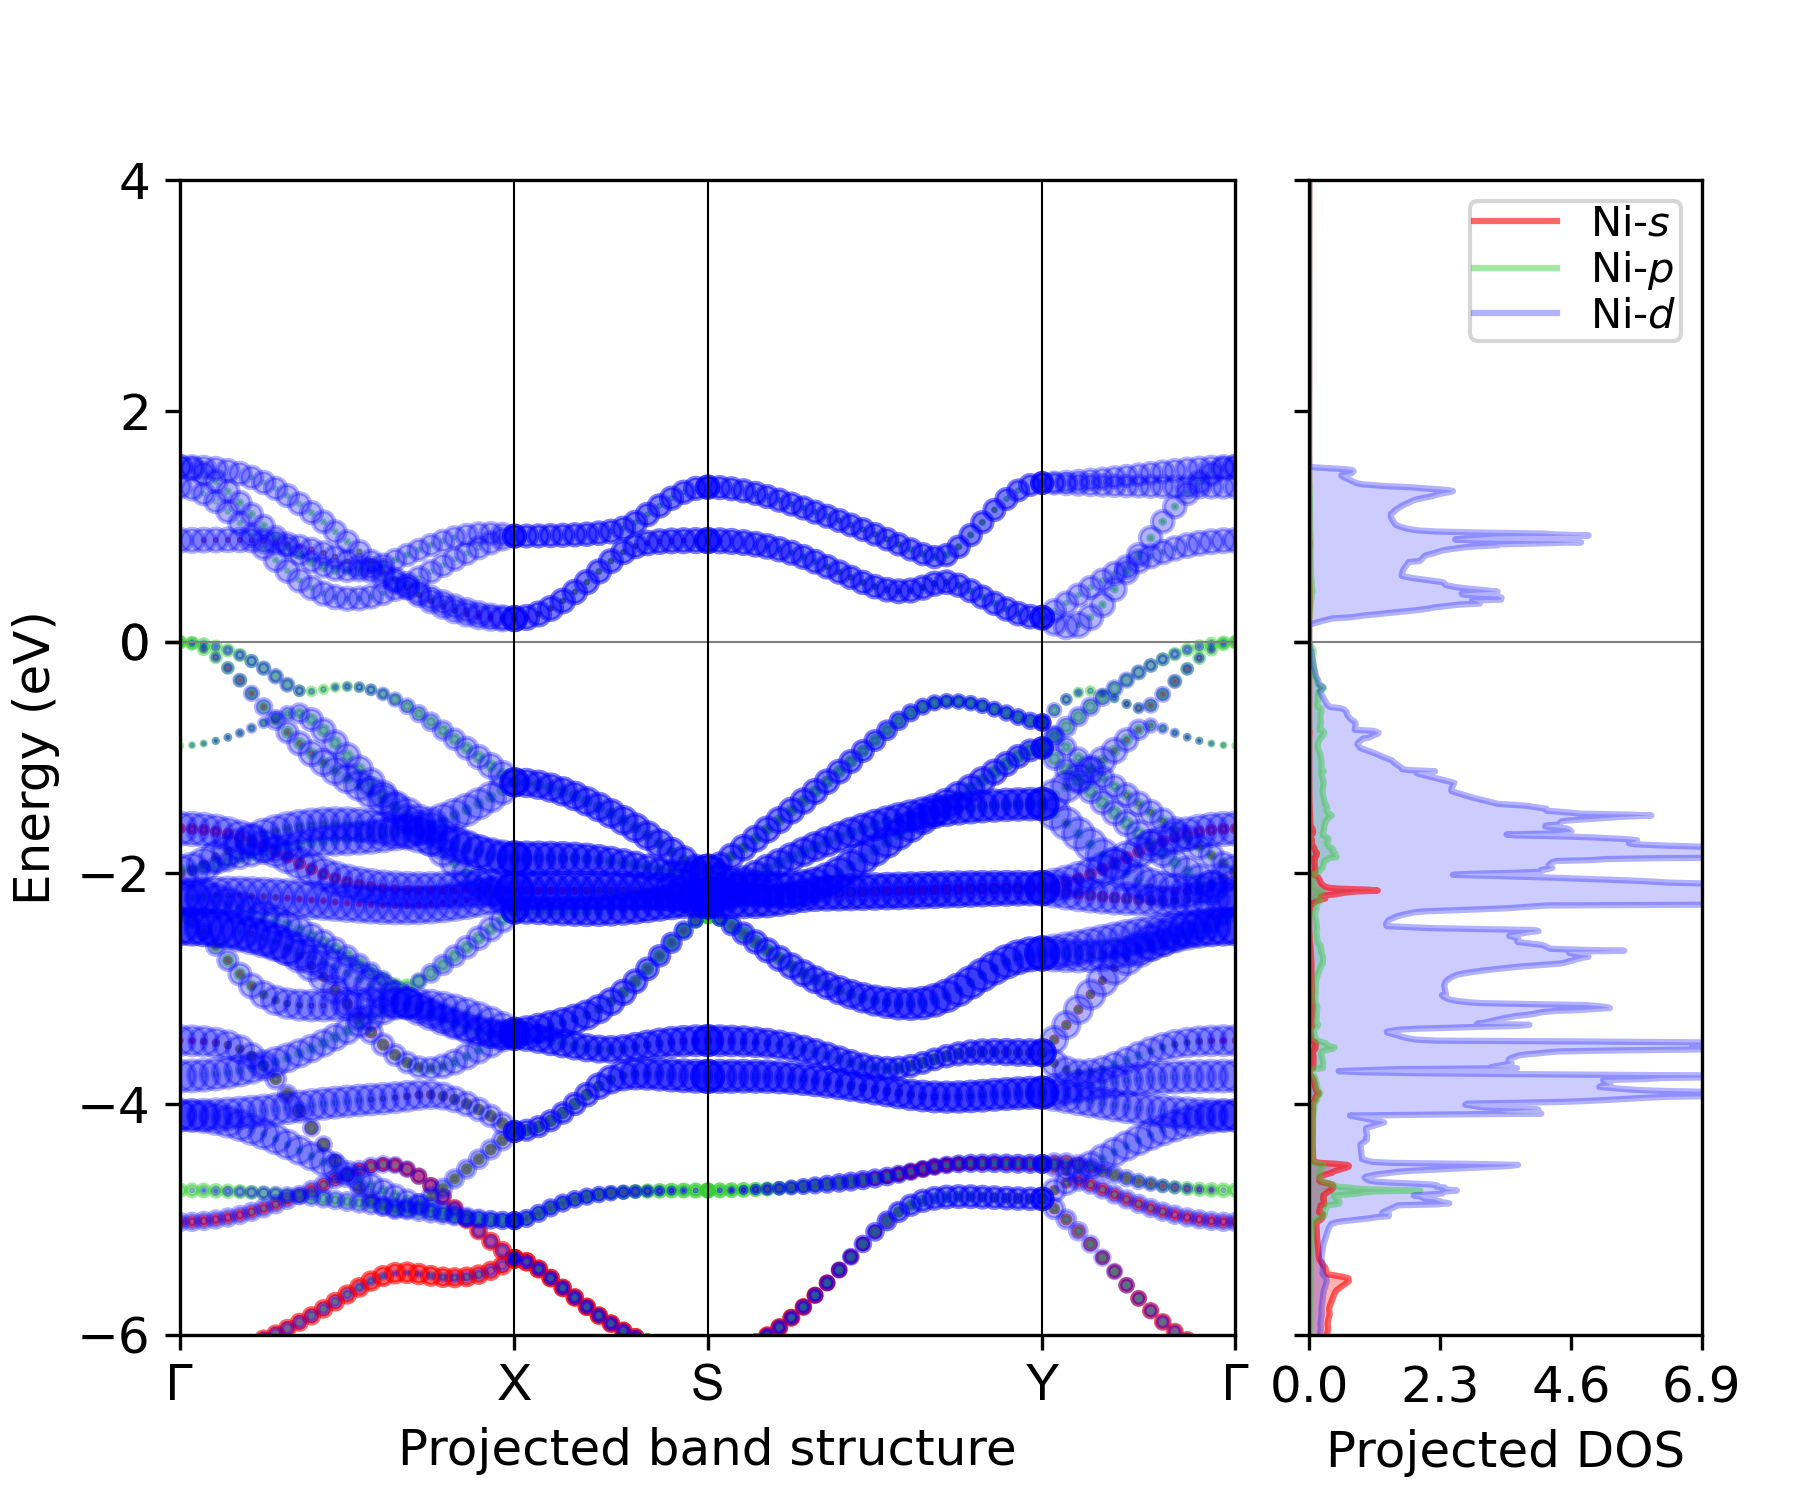 4
2
0
−2
−4
−6
Energy (eV)
Γ X S Y Γ
Projected band structure
Ni-s
Ni-p
Ni-d
0.0 2.3 4.6 6.9
Projected DOS